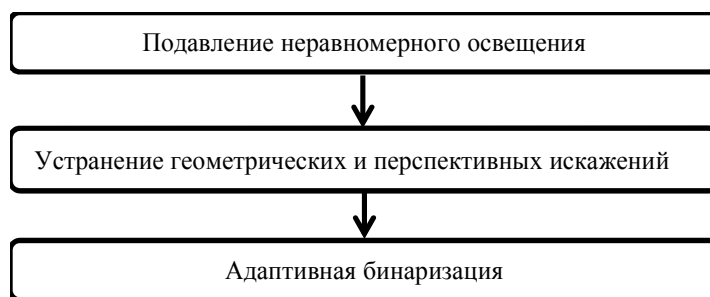 Подавление неравномерного освещения
Устранение геометрических и перспективных искажений
Адаптивная бинаризация